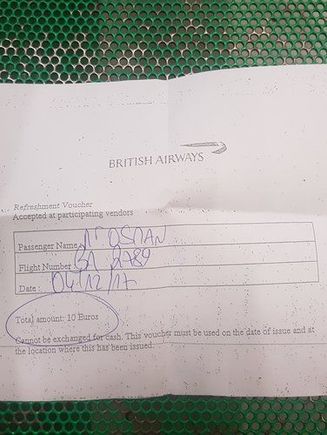 BRITISH AIRWAYS
Refreshment Voucher
Accepted at participating vendors
Passenger Name OSMAN
Flight Number BA 2789
Date : 04/12/17
Total amount: 10 Euros
Cannot be exchanged for cash. This voucher must be used on the date of issue and at
the location where this has been issued.